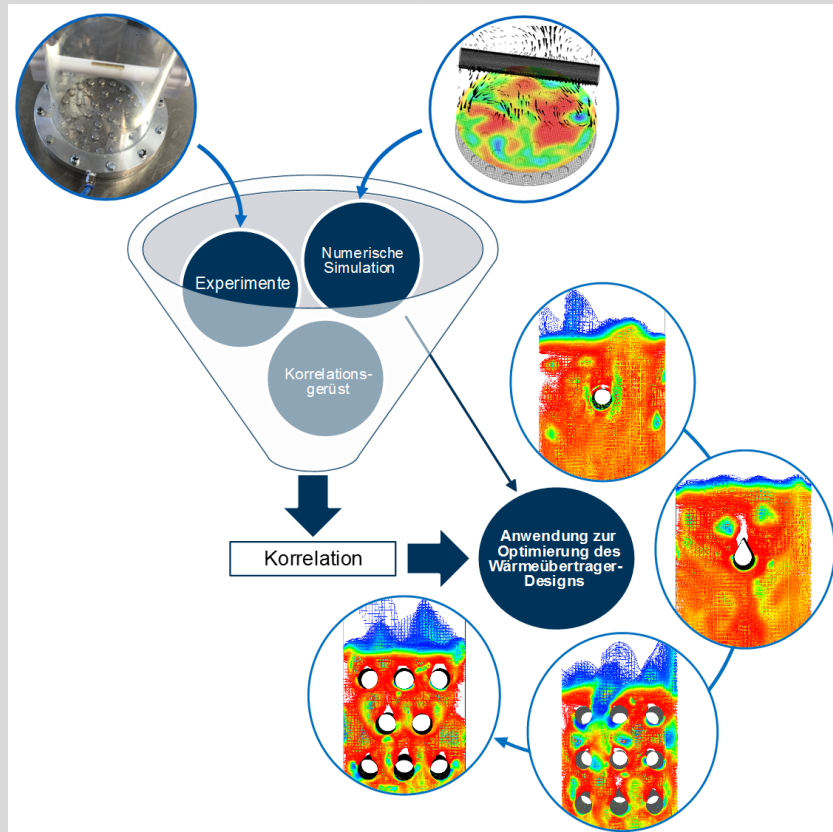 Numerische
Simulation
Experimente
Korrelations-
gerüst
Anwendung zur
Optimierung des
Wärmeübertrager-
Designs
Korrelation